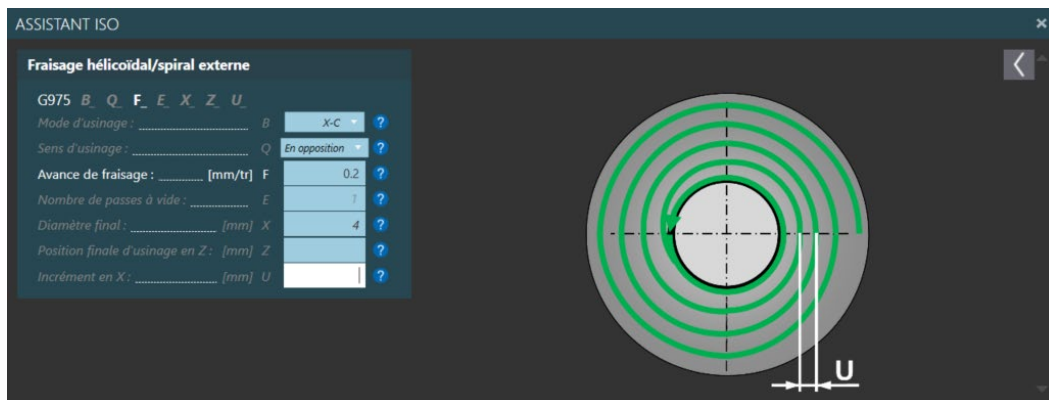 ASSISTANT ISO ×
Fraisage hélicoïdal/spiral externe
G975 B_ Q_ F_ E_ X_ Z_ U_
Mode d'usinage : B X-C ?
Sens d'usinage : Q En opposition ?
Avance de fraisage : [mm/tr] F 0.2 ?
Nombre de passes à vide : E 1 ?
Diamètre final : [mm] X 4 ?
Position finale d'usinage en Z : [mm] Z ?
Incrément en X : [mm] U ?
U